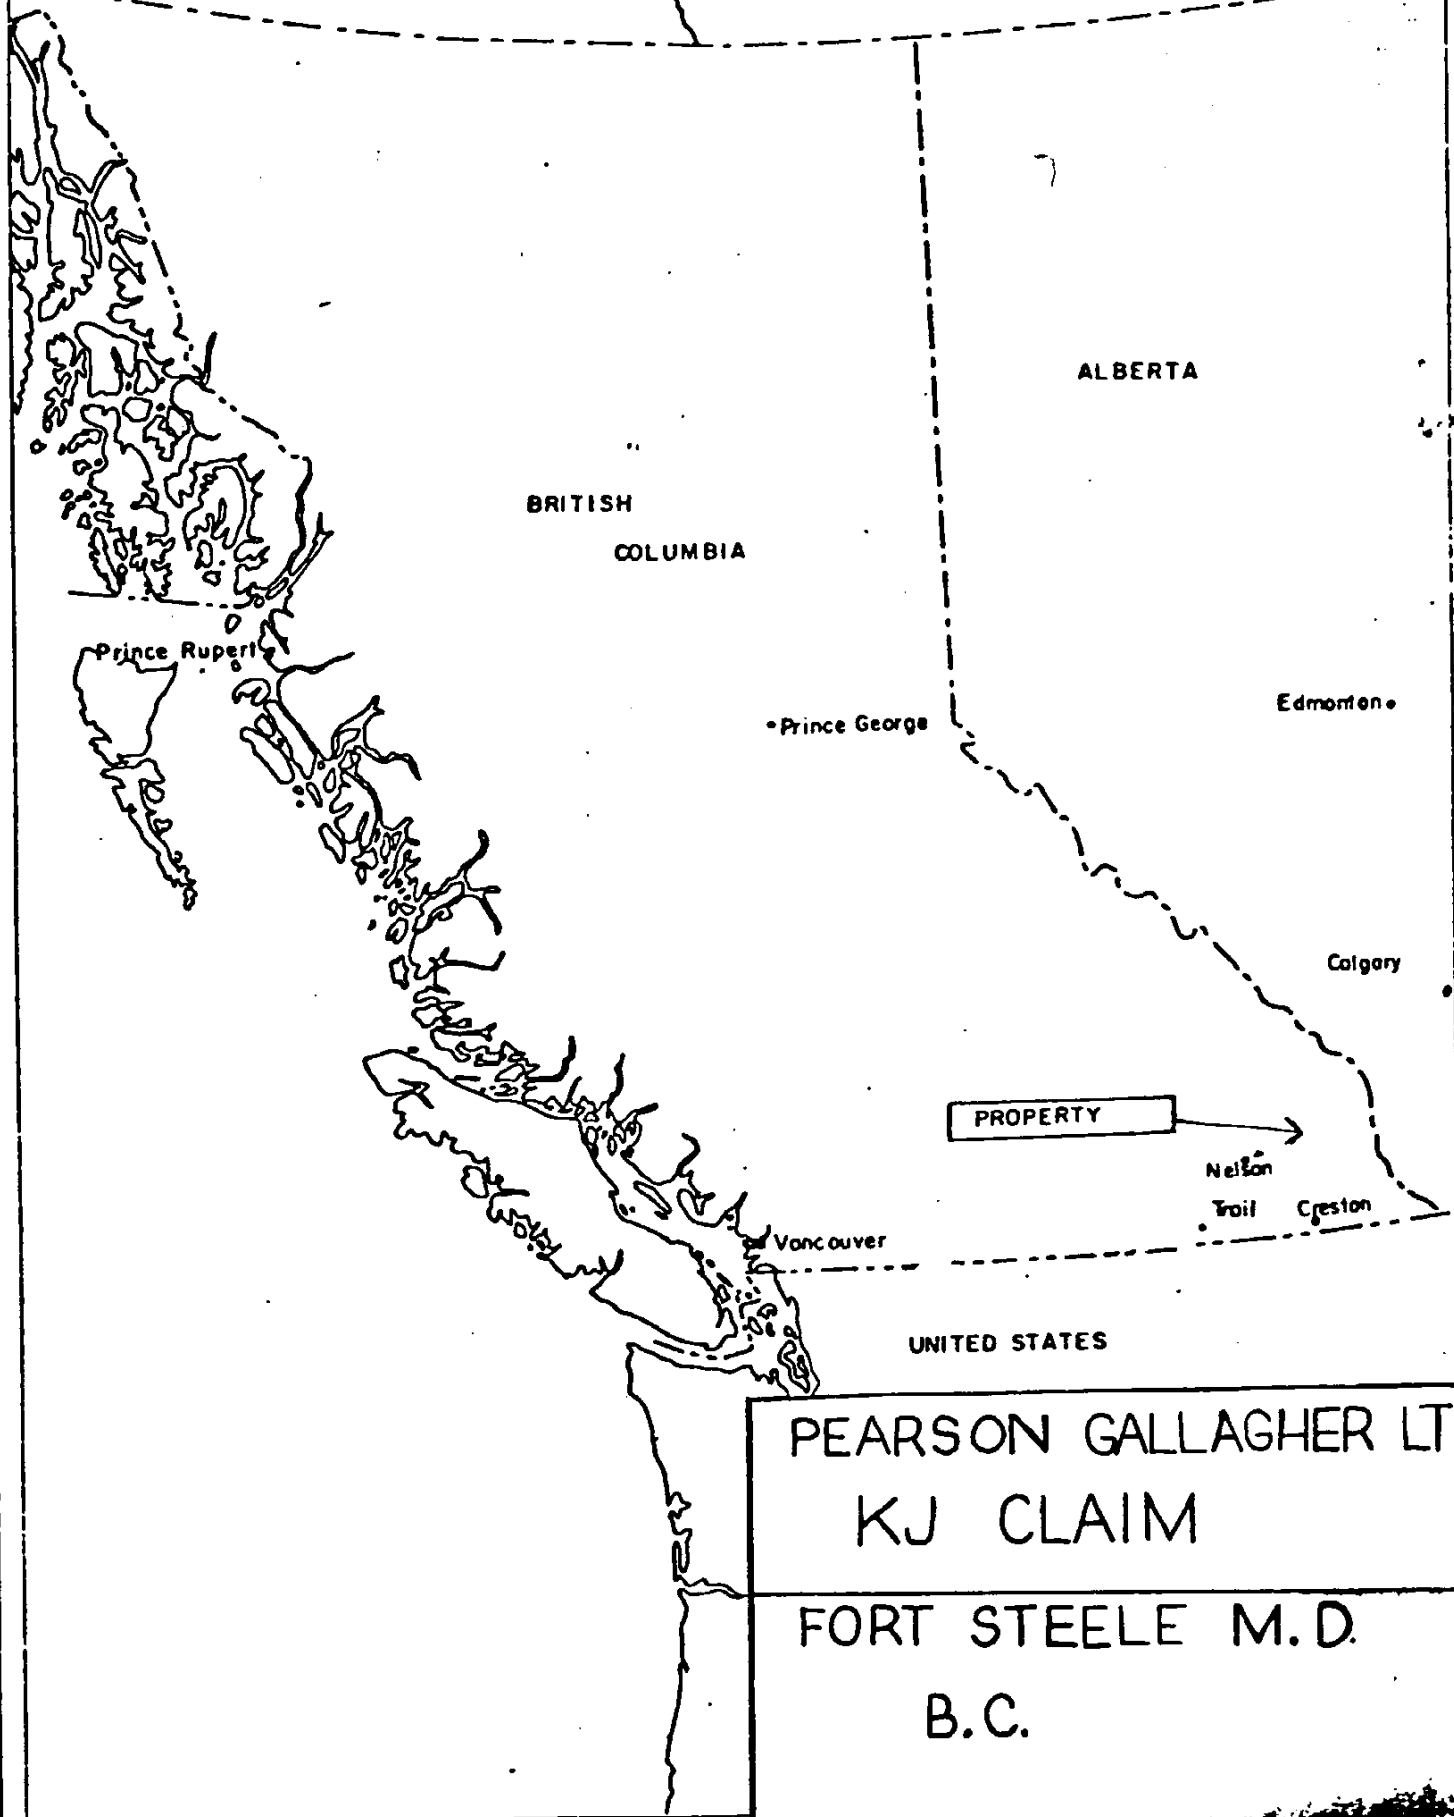 ALBERTA
BRITISH
COLUMBIA
Prince Rupert
Prince George
Edmonton
Calgary
PROPERTY
Nelson
Trail Creston
Vancouver
UNITED STATES
PEARSON GALLAGHER LT
KJ CLAIM
FORT STEELE M.D.
B.C.